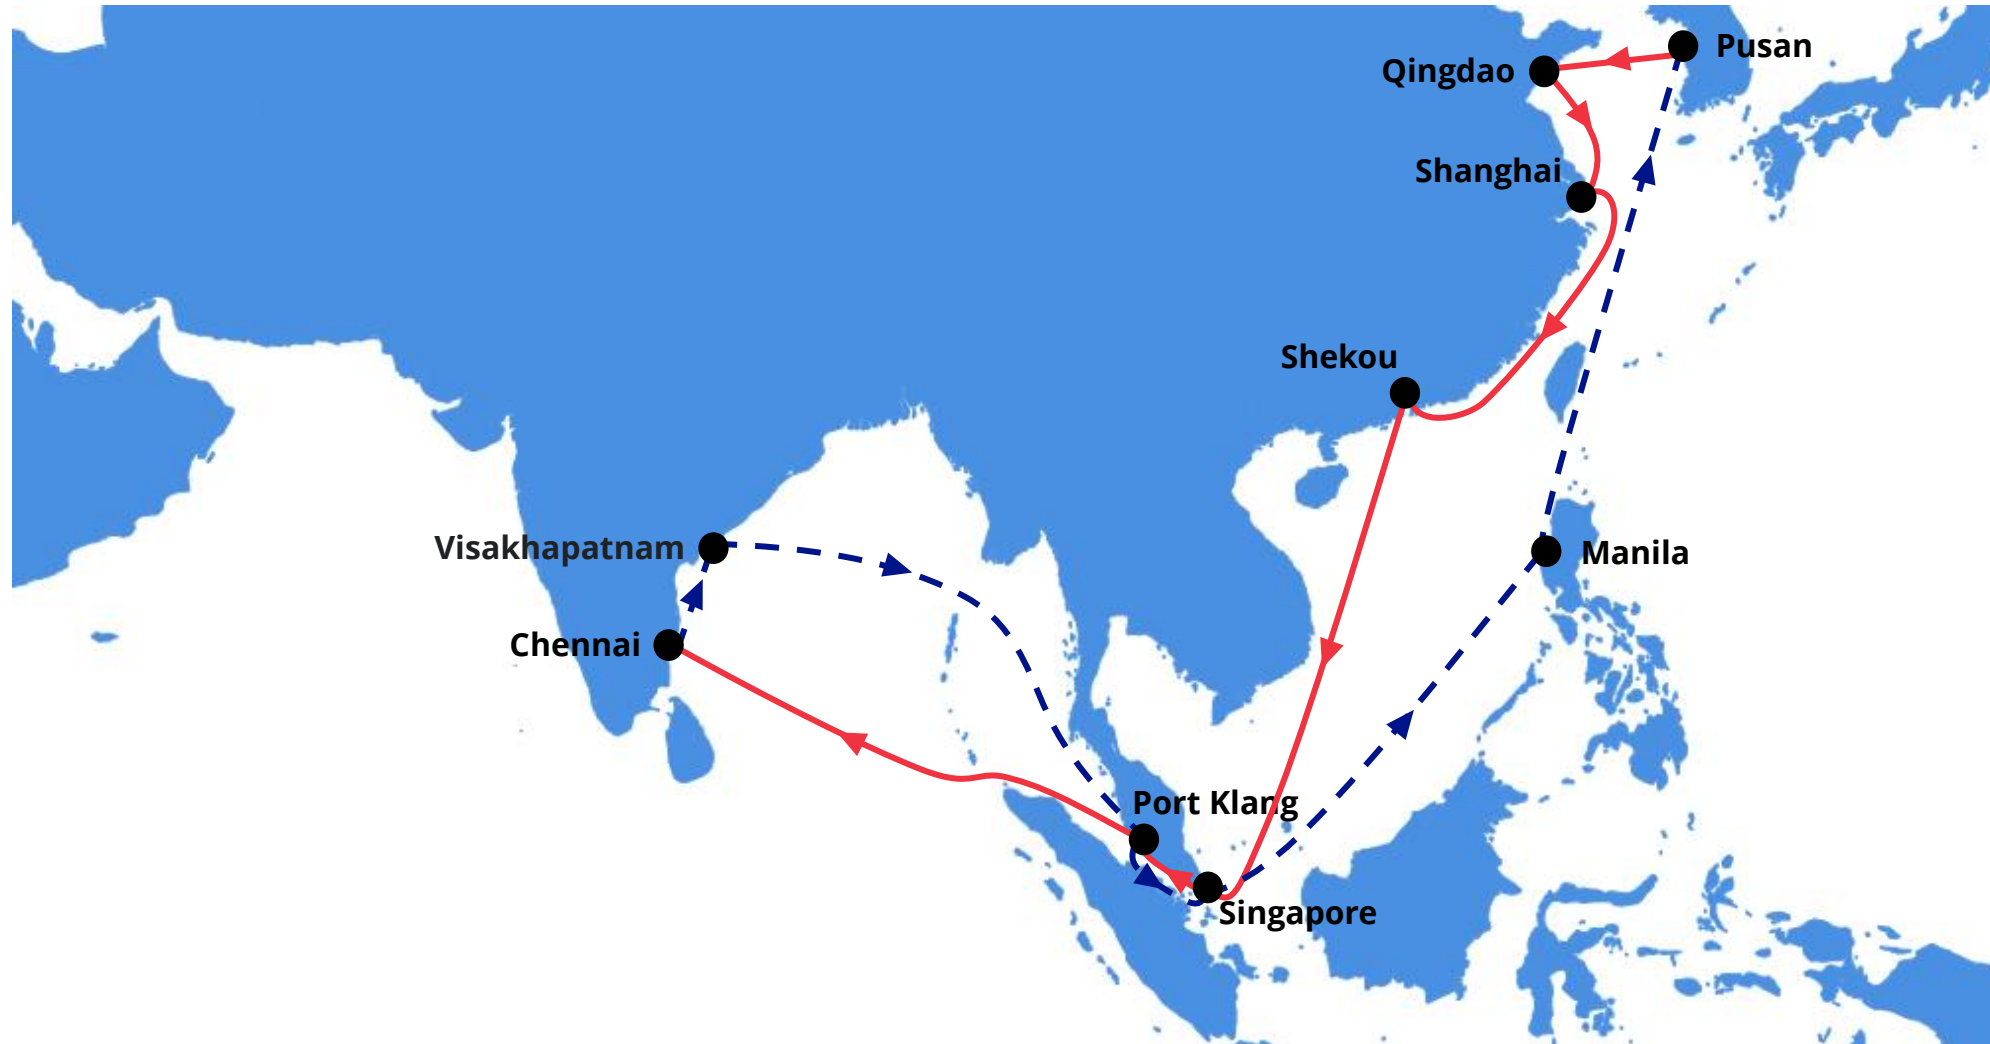 Pusan
Qingdao
Shanghai
Shekou
Visakhapatnam
Manila
Chennai
Port Klang
Singapore